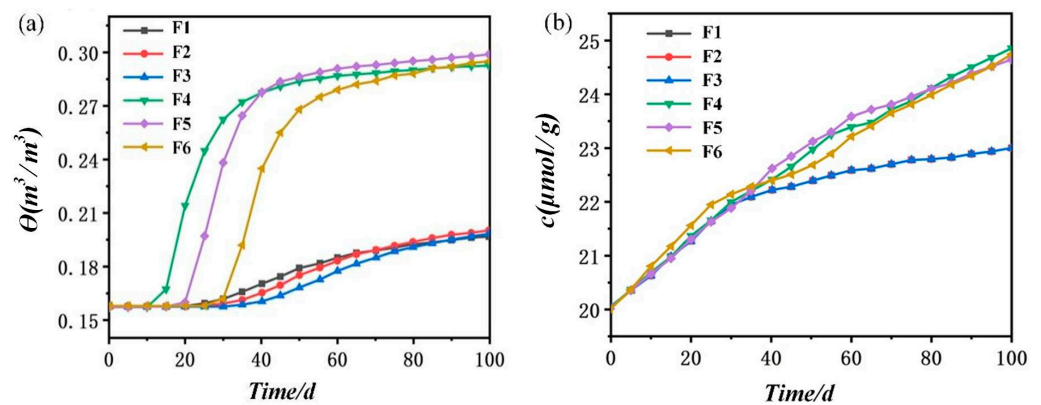 (a)
F1
F2
F3
F4
F5
F6
0.30
0.27
0.24
0.21
0.18
0.15
θ(m³/m³)
0 20 40 60 80 100
Time/d
(b)
F1
F2
F3
F4
F5
F6
25
24
23
22
21
20
c(μmol/g)
0 20 40 60 80 100
Time/d